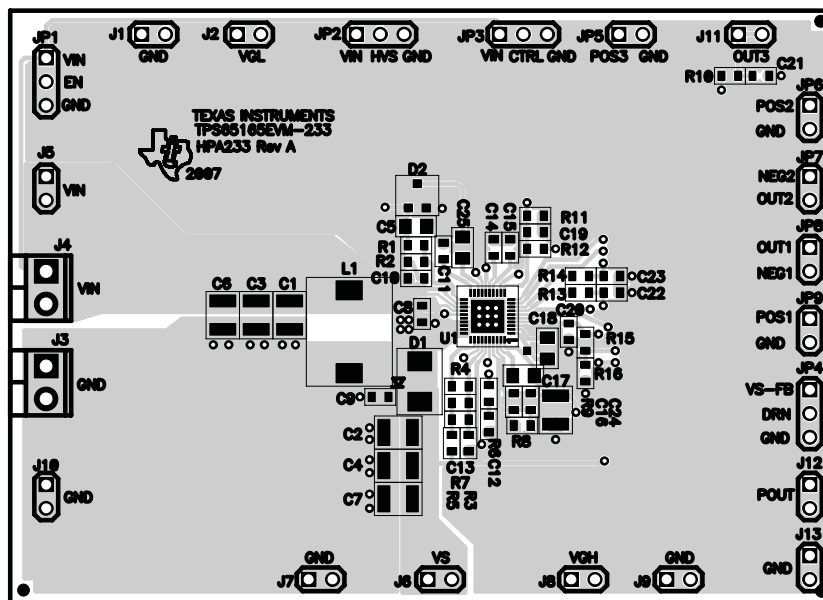 J1
GND
J2
VGL
JP2
VIN HVS GND
JP3
VIN CTRL GND
JP5
POS3 GND
J11
OUT3
R10
C21
JP1
VIN
EN
GND
TEXAS INSTRUMENTS
TPS65165EVM-233
HPA233 Rev A
2007
JP6
POS2
GND
J5
VIN
D2
JP7
NEG2
OUT2
C5
C25
C14
C15
R11
C19
R12
R1
R2
C10
C11
JP8
OUT1
NEG1
J4
VIN
L1
C6
C3
C1
R14
C23
R13
C22
C8
U1
C18
C20
R15
R16
JP9
POS1
GND
J3
GND
D1
R4
C9
C17
R9
C16
C24
JP4
VS-FB
DRN
GND
C2
C4
C7
R8
C13
R7
R5
R3
R6
C12
J10
GND
J12
POUT
J7
GND
J6
VS
J8
VGH
J9
GND
J13
GND